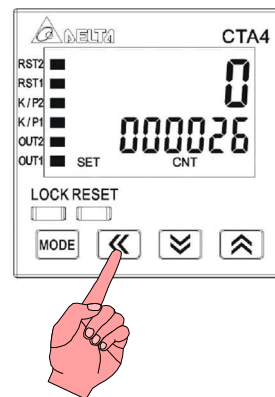 DELTA CTA4
RST2
0
RST1
K/P2
K/P1
000026
OUT2
OUT1 SET CNT
LOCK RESET
MODE